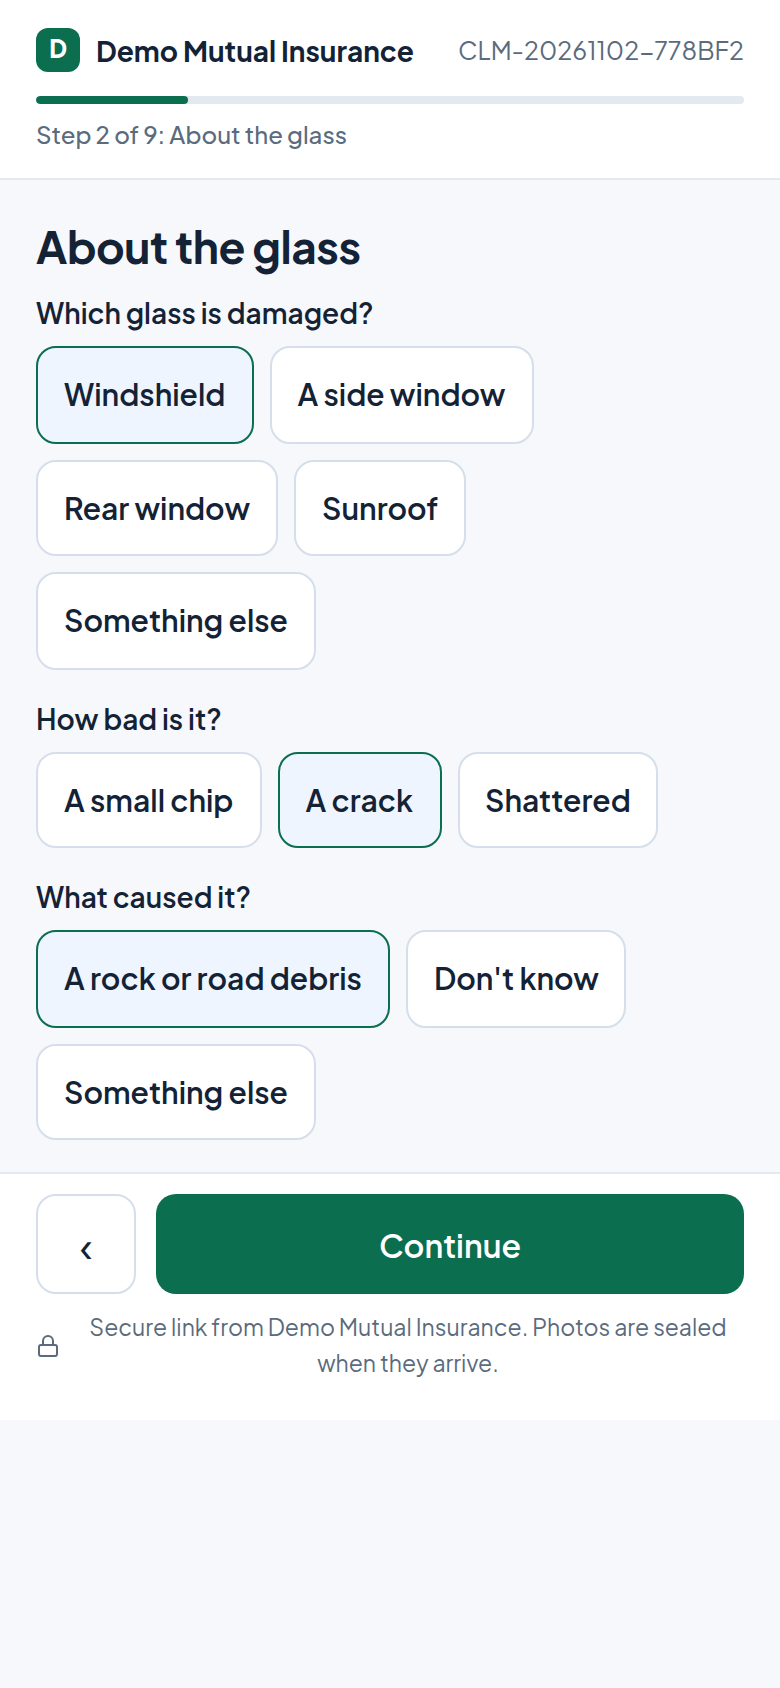 D Demo Mutual Insurance CLM-20261102-778BF2
Step 2 of 9: About the glass
About the glass
Which glass is damaged?
Windshield A side window
Rear window Sunroof
Something else
How bad is it?
A small chip A crack Shattered
What caused it?
A rock or road debris Don't know
Something else
‹ Continue
Secure link from Demo Mutual Insurance. Photos are sealed
when they arrive.